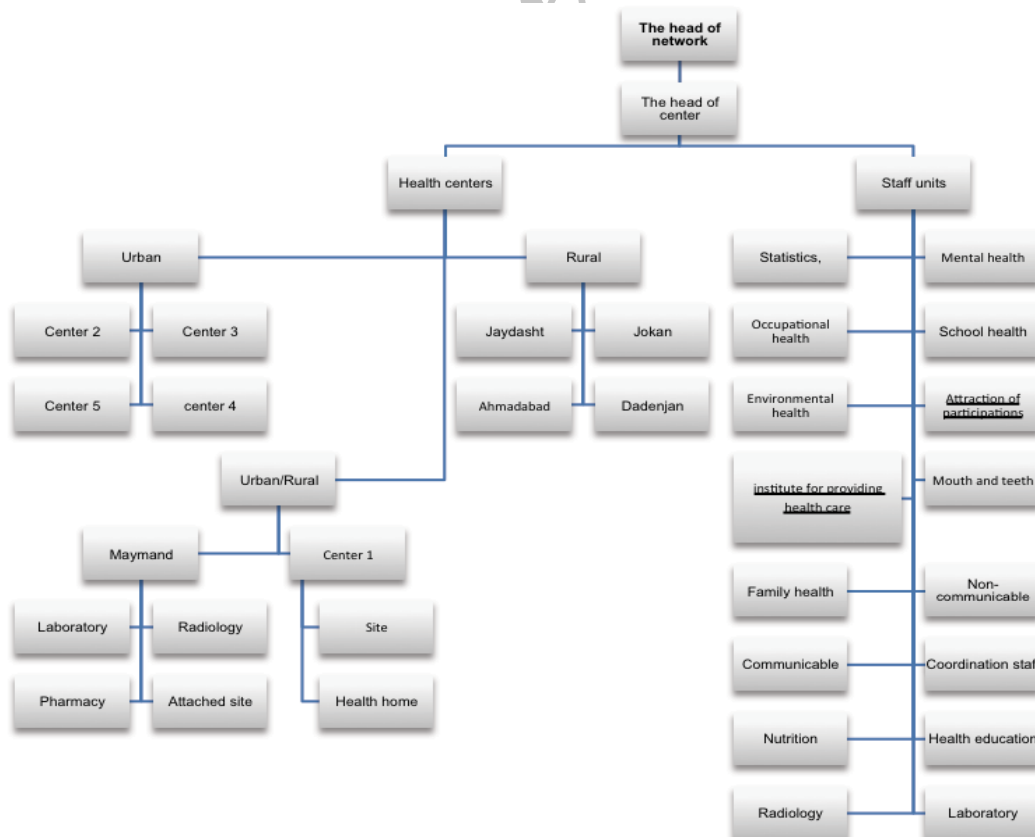 The head of
network
The head of
center
Health centers
Staff units
Urban
Rural
Statistics,
Mental health
Center 2
Center 3
Jaydasht
Jokan
Occupational
health
School health
Center 5
center 4
Ahmadabad
Dadenjan
Environmental
health
Attraction of
participations
Urban/Rural
institute for providing
health care
Mouth and teeth
Maymand
Center 1
Family health
Non-
communicable
Laboratory
Radiology
Site
Communicable
Coordination staf
Pharmacy
Attached site
Health home
Nutrition
Health education
Radiology
Laboratory